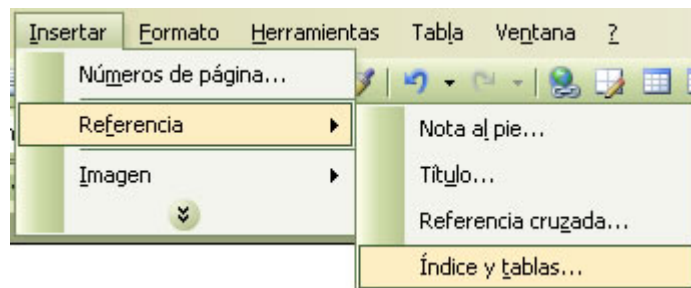 Insertar Formato Herramientas Tabla Ventana ?
Números de página...
Referencia
Imagen
Nota al pie...
Título...
Referencia cruzada...
Índice y tablas...